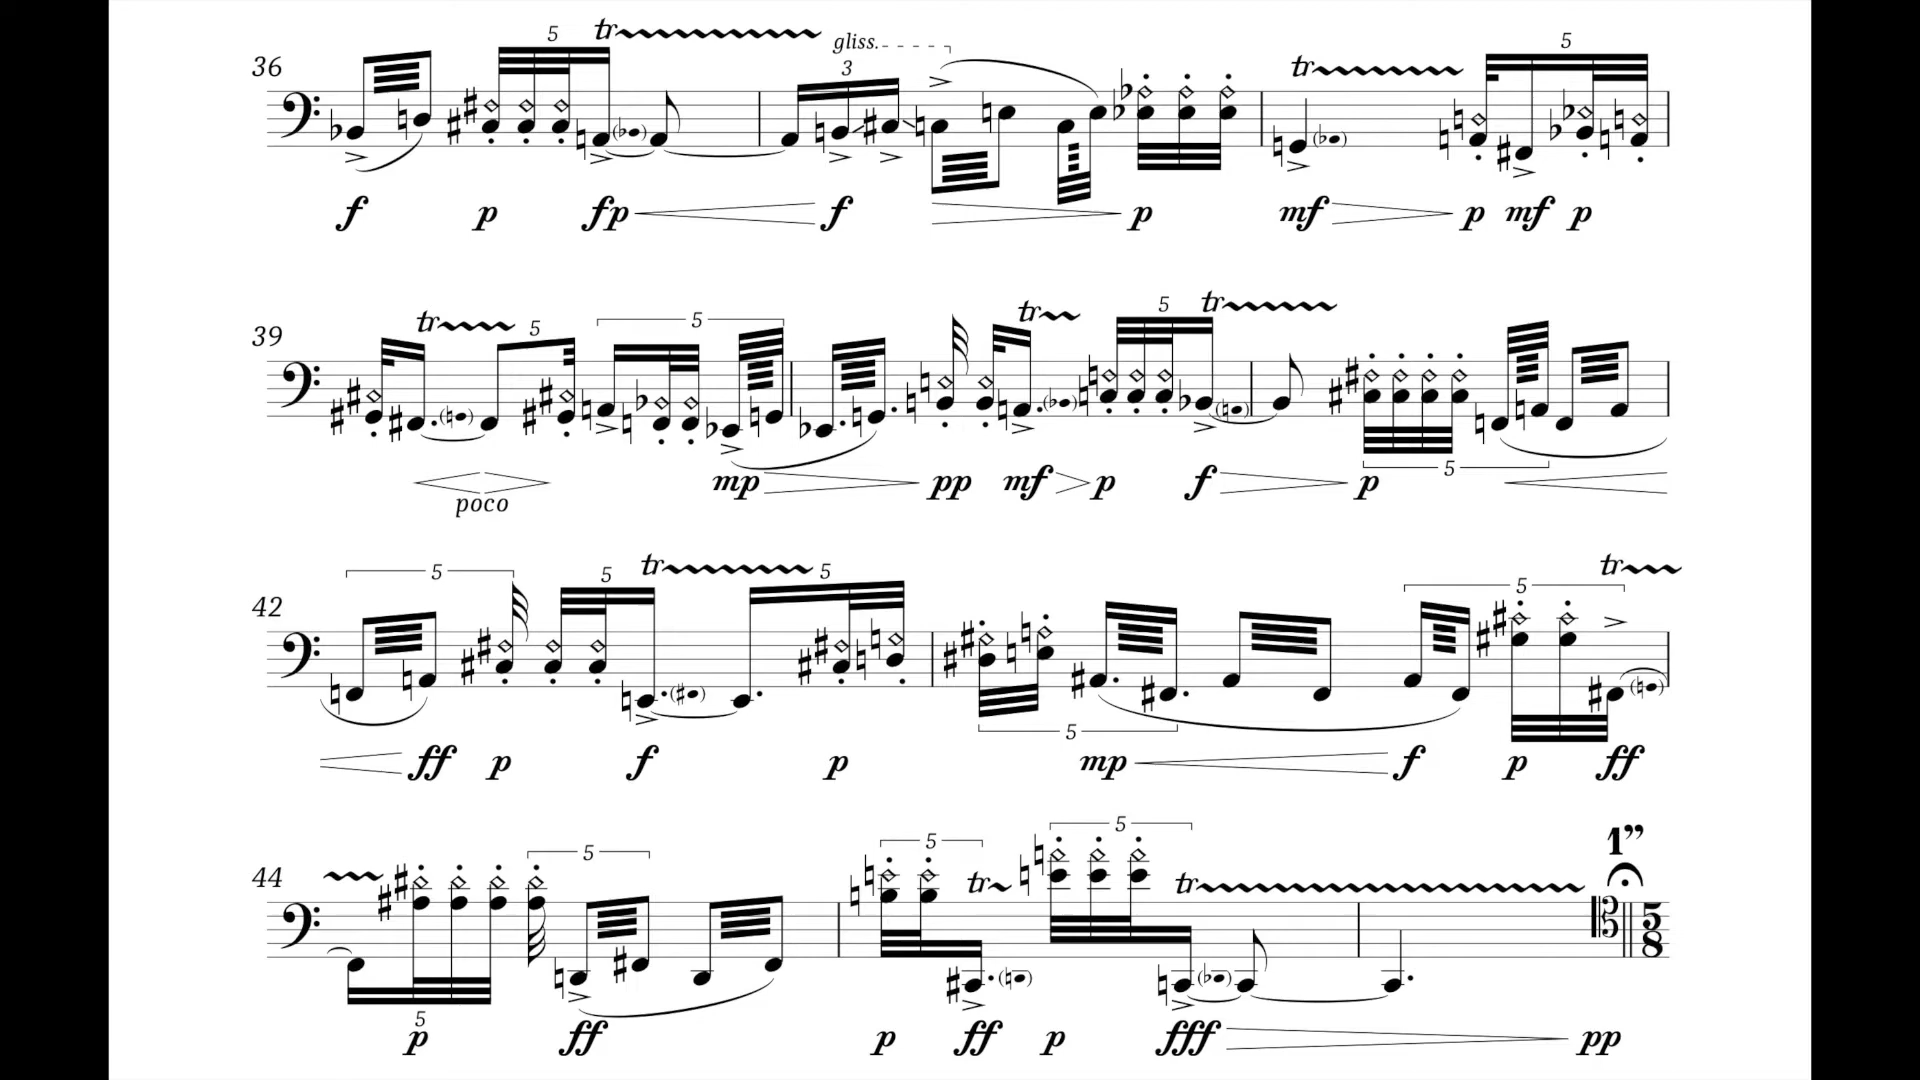 5 tr
36 3 gliss. tr 5
f p fp f p mf p mf p
39 tr 5 5 tr 5 tr
mp pp mf p f p 5
poco
42 5 5 tr 5 5 tr
ff p f p 5 mp f p ff
44 5 5 tr 5 tr 1” 5 8
5
p ff p ff p fff pp